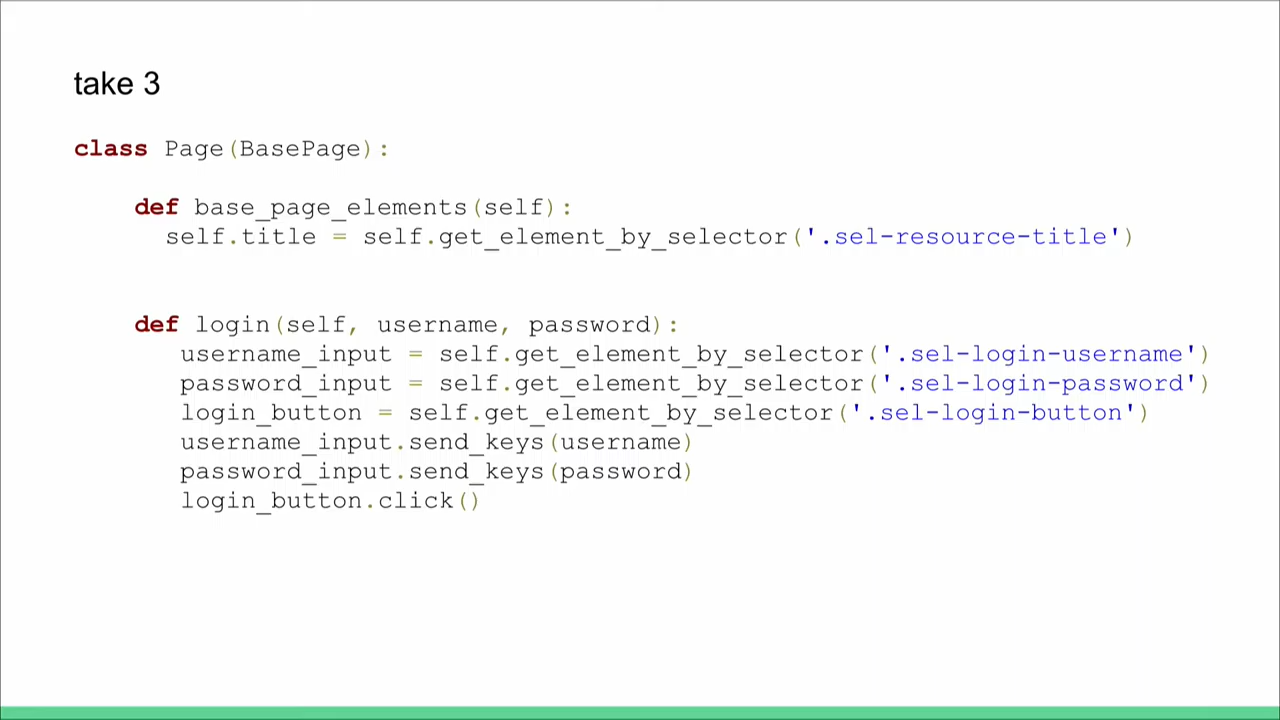 take 3
class Page(BasePage):
def base_page_elements(self):
self.title = self.get_element_by_selector('.sel-resource-title')
def login(self, username, password):
username_input = self.get_element_by_selector('.sel-login-username')
password_input = self.get_element_by_selector('.sel-login-password')
login_button = self.get_element_by_selector('.sel-login-button')
username_input.send_keys(username)
password_input.send_keys(password)
login_button.click()